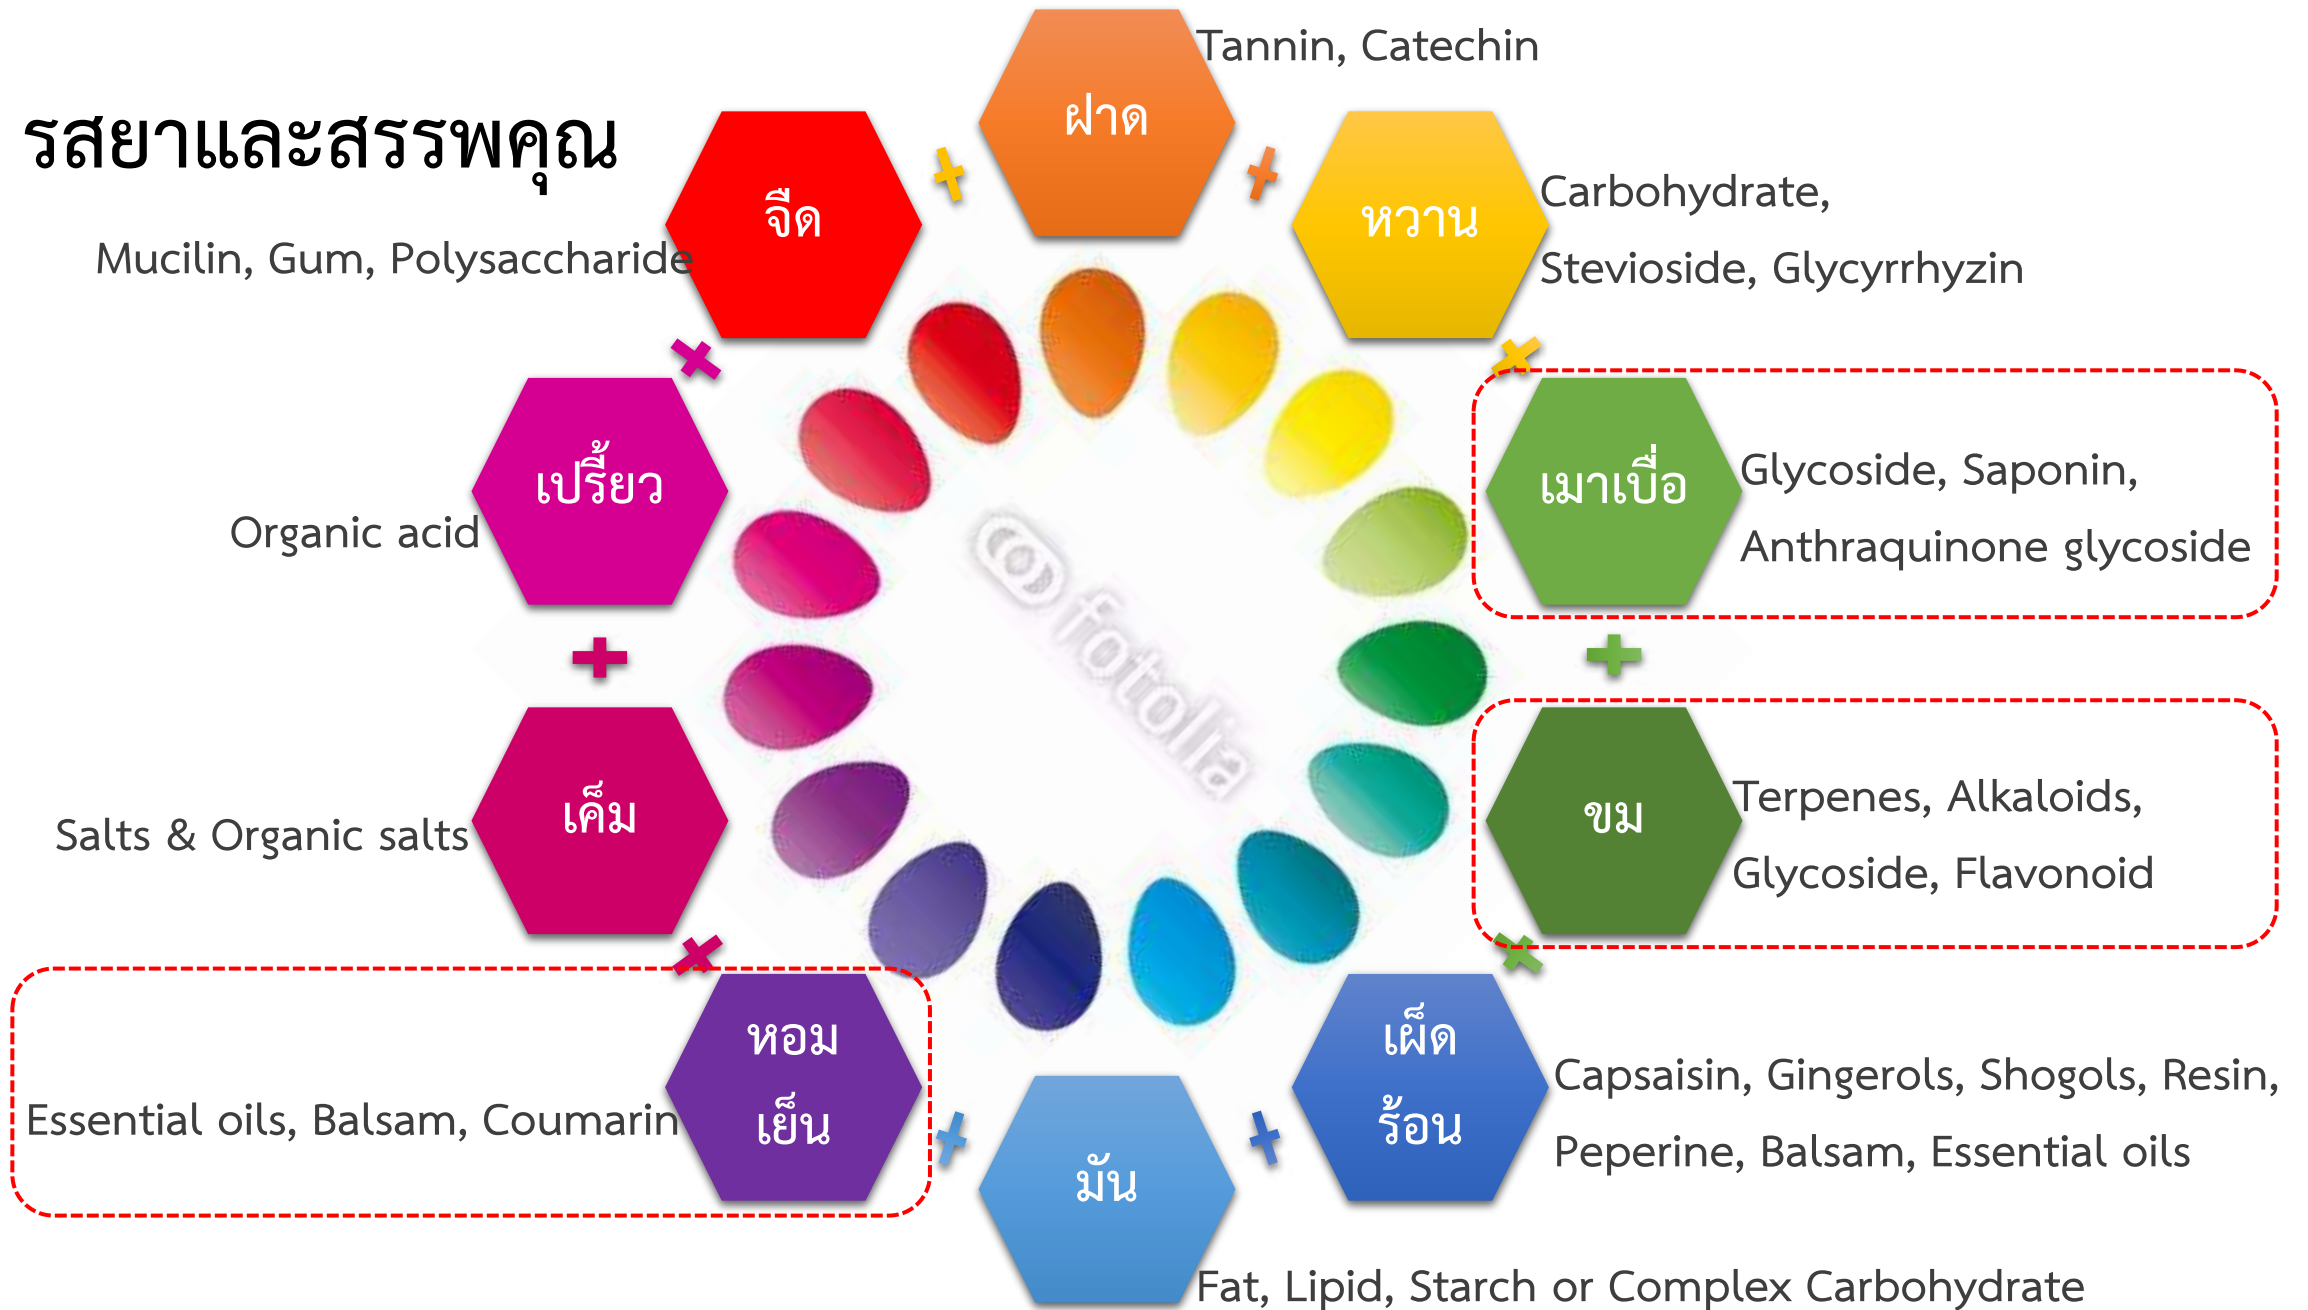 รสยาและสรรพคุณ
ฝาด
Tannin, Catechin
หวาน
Carbohydrate,
Stevioside, Glycyrrhyzin
เมาเบื่อ
Glycoside, Saponin,
Anthraquinone glycoside
ขม
Terpenes, Alkaloids,
Glycoside, Flavonoid
เผ็ด
ร้อน
Capsaisin, Gingerols, Shogols, Resin,
Peperine, Balsam, Essential oils
มัน
Fat, Lipid, Starch or Complex Carbohydrate
หอม
เย็น
Essential oils, Balsam, Coumarin
เค็ม
Salts & Organic salts
เปรี้ยว
Organic acid
จืด
Mucilin, Gum, Polysaccharide
fotolia